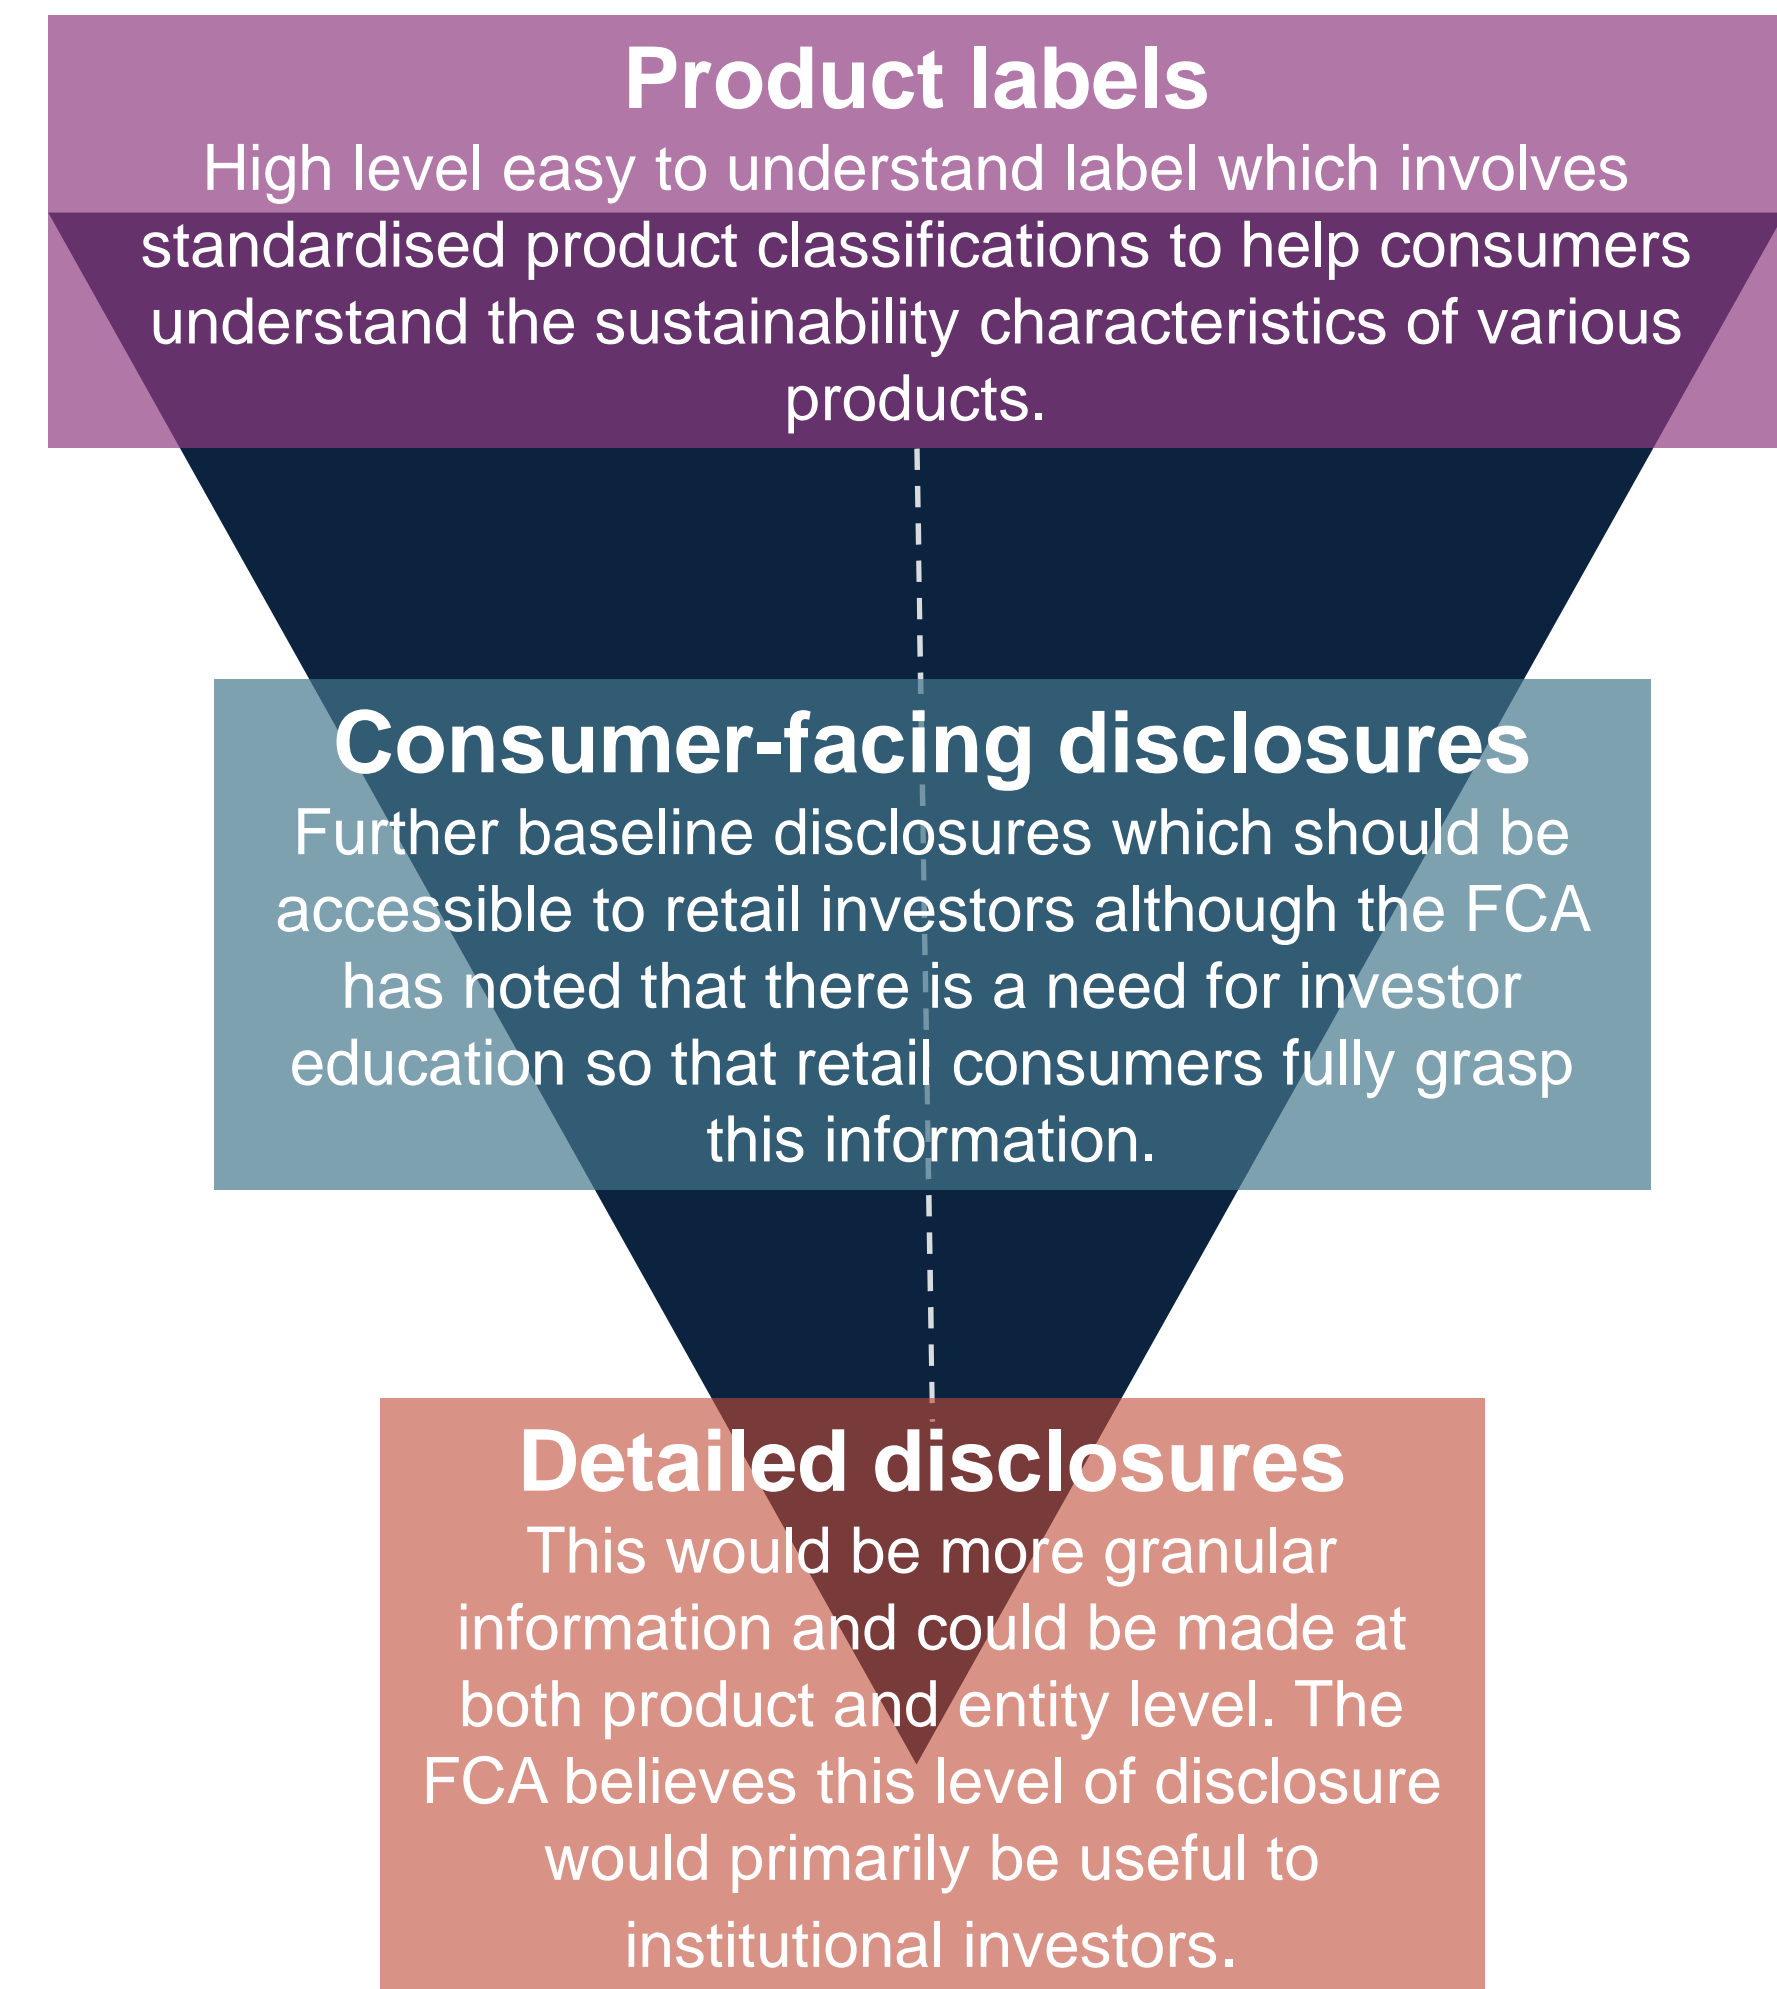 Product labels
High level easy to understand label which involves
standardised product classifications to help consumers
understand the sustainability characteristics of various
products.
Consumer-facing disclosures
Further baseline disclosures which should be
accessible to retail investors although the FCA
has noted that there is a need for investor
education so that retail consumers fully grasp
this information.
Detailed disclosures
This would be more granular
information and could be made at
both product and entity level. The
FCA believes this level of disclosure
would primarily be useful to
institutional investors.